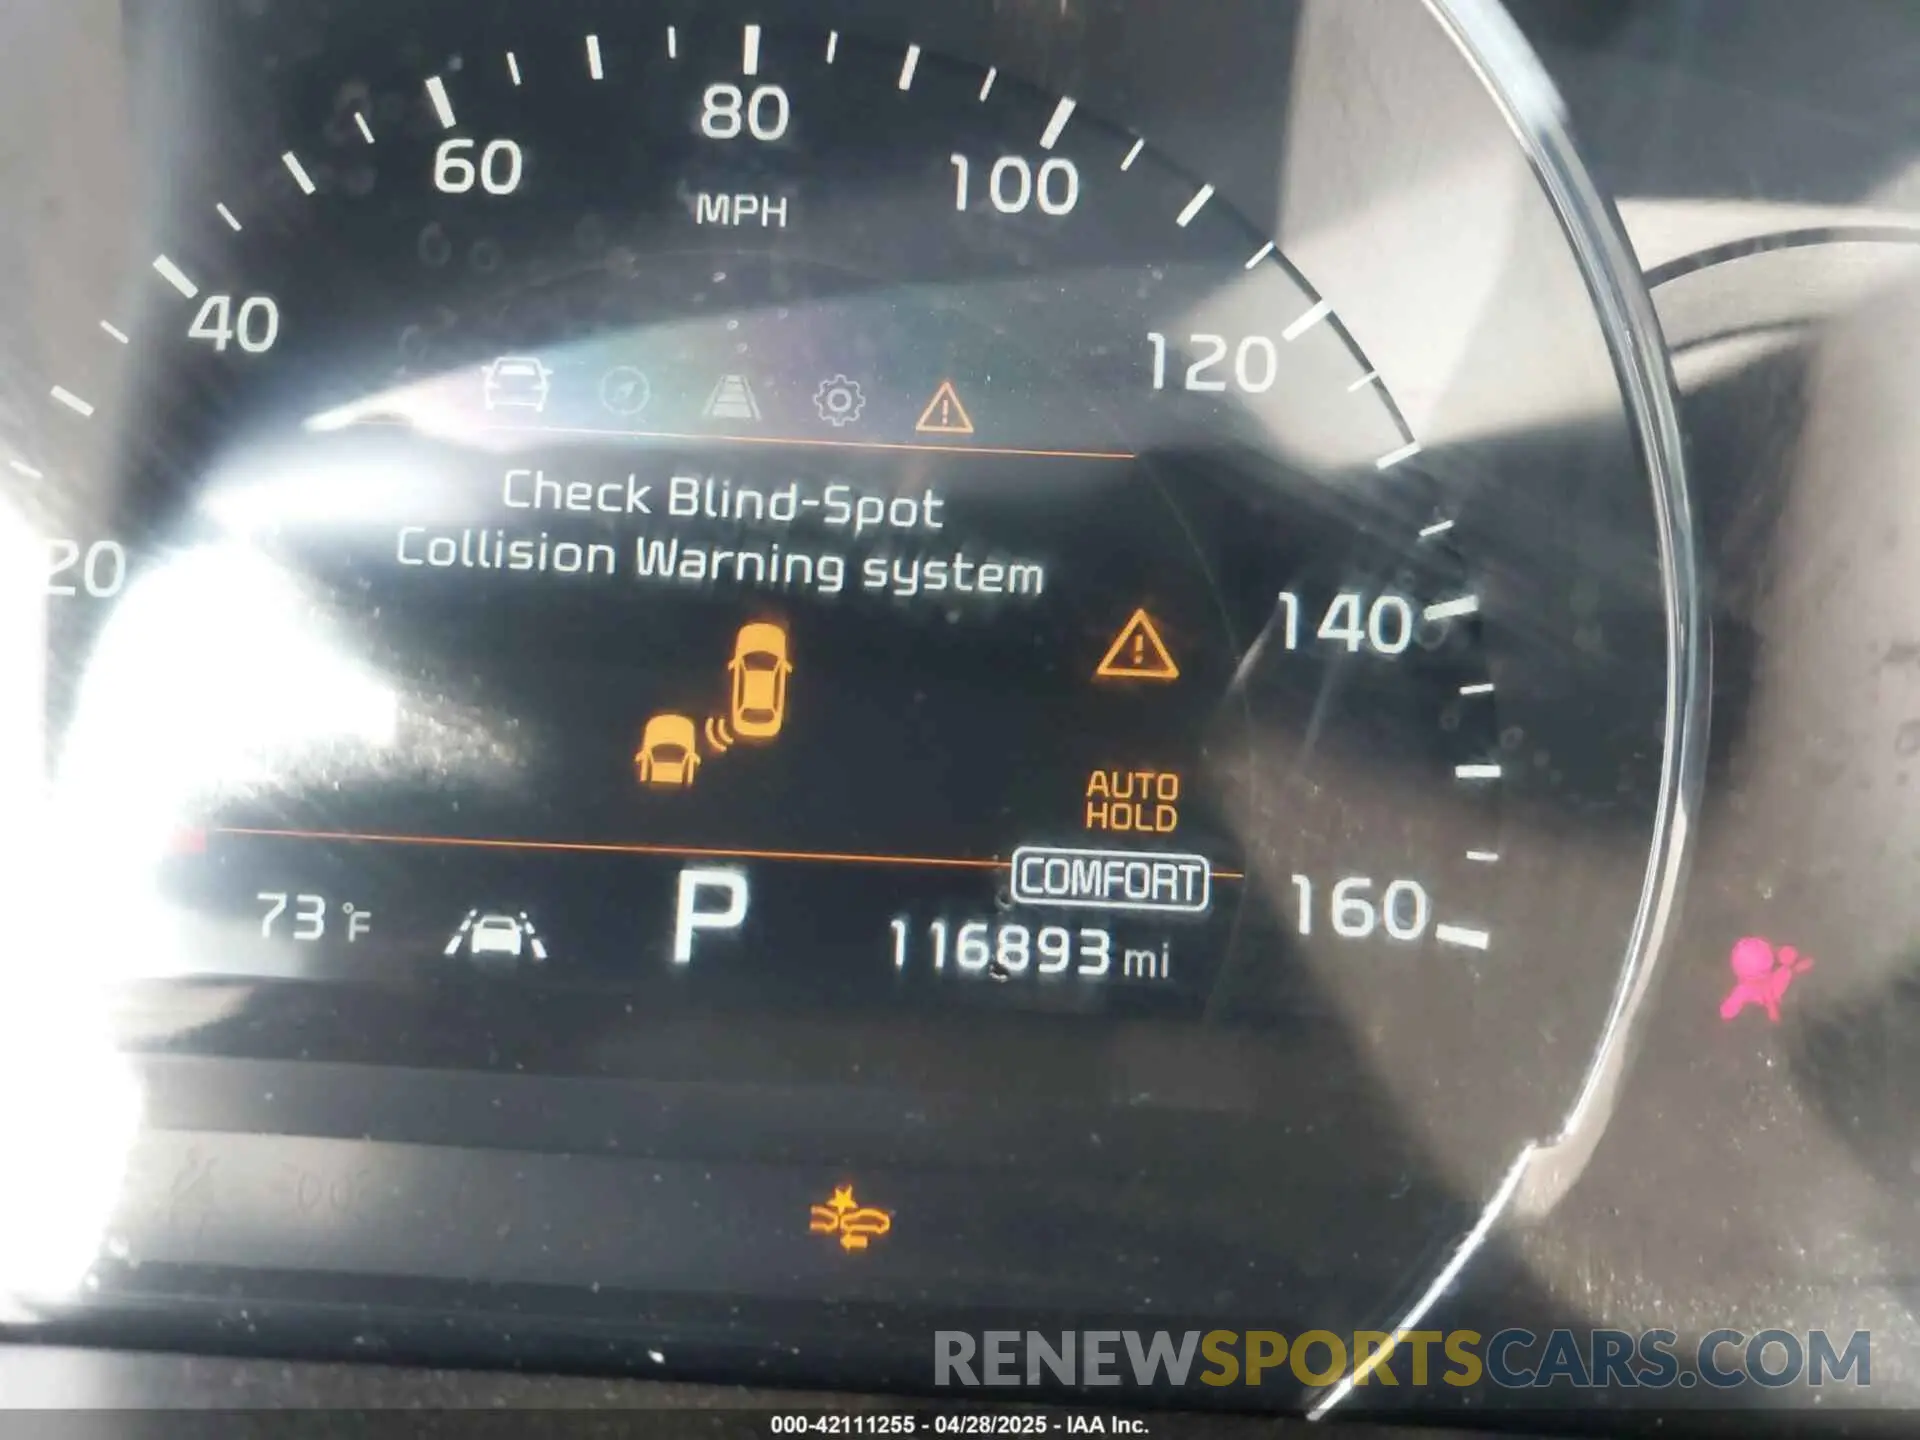 80
60
100
MPH
40
120
Check Blind-Spot
Collision Warning system
20
140
AUTO
HOLD
COMFORT
160
73 °F
P
116893 mi
RENEWSPORTSCARS.COM
000-42111255 - 04/28/2025 - IAA Inc.